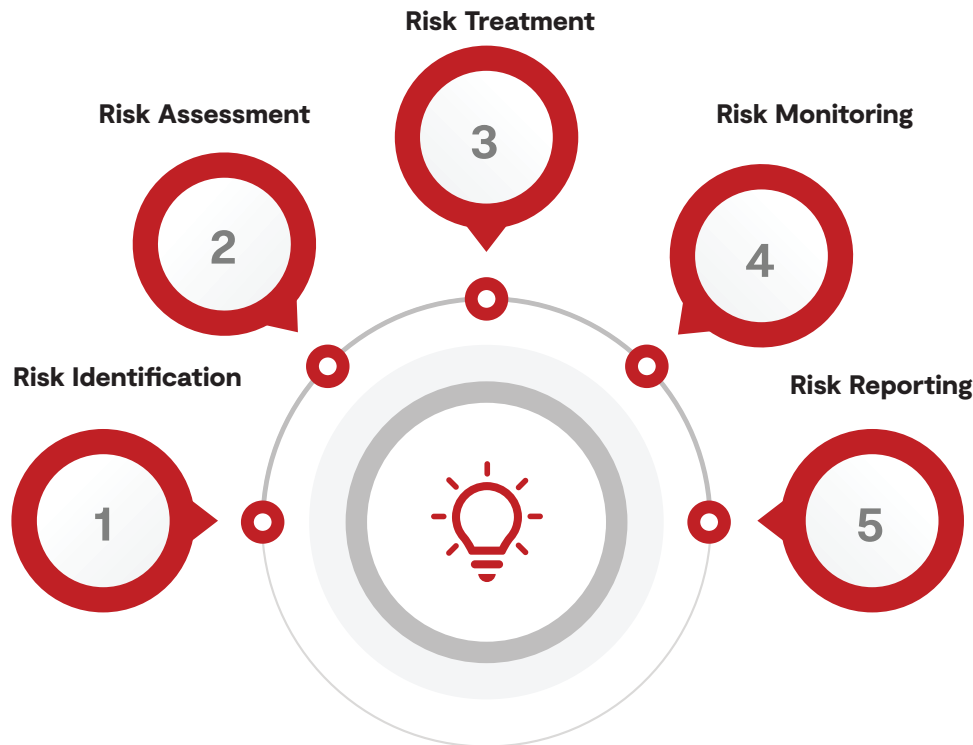 Risk Treatment
3
Risk Assessment
2
Risk Monitoring
4
Risk Identification
1
Risk Reporting
5